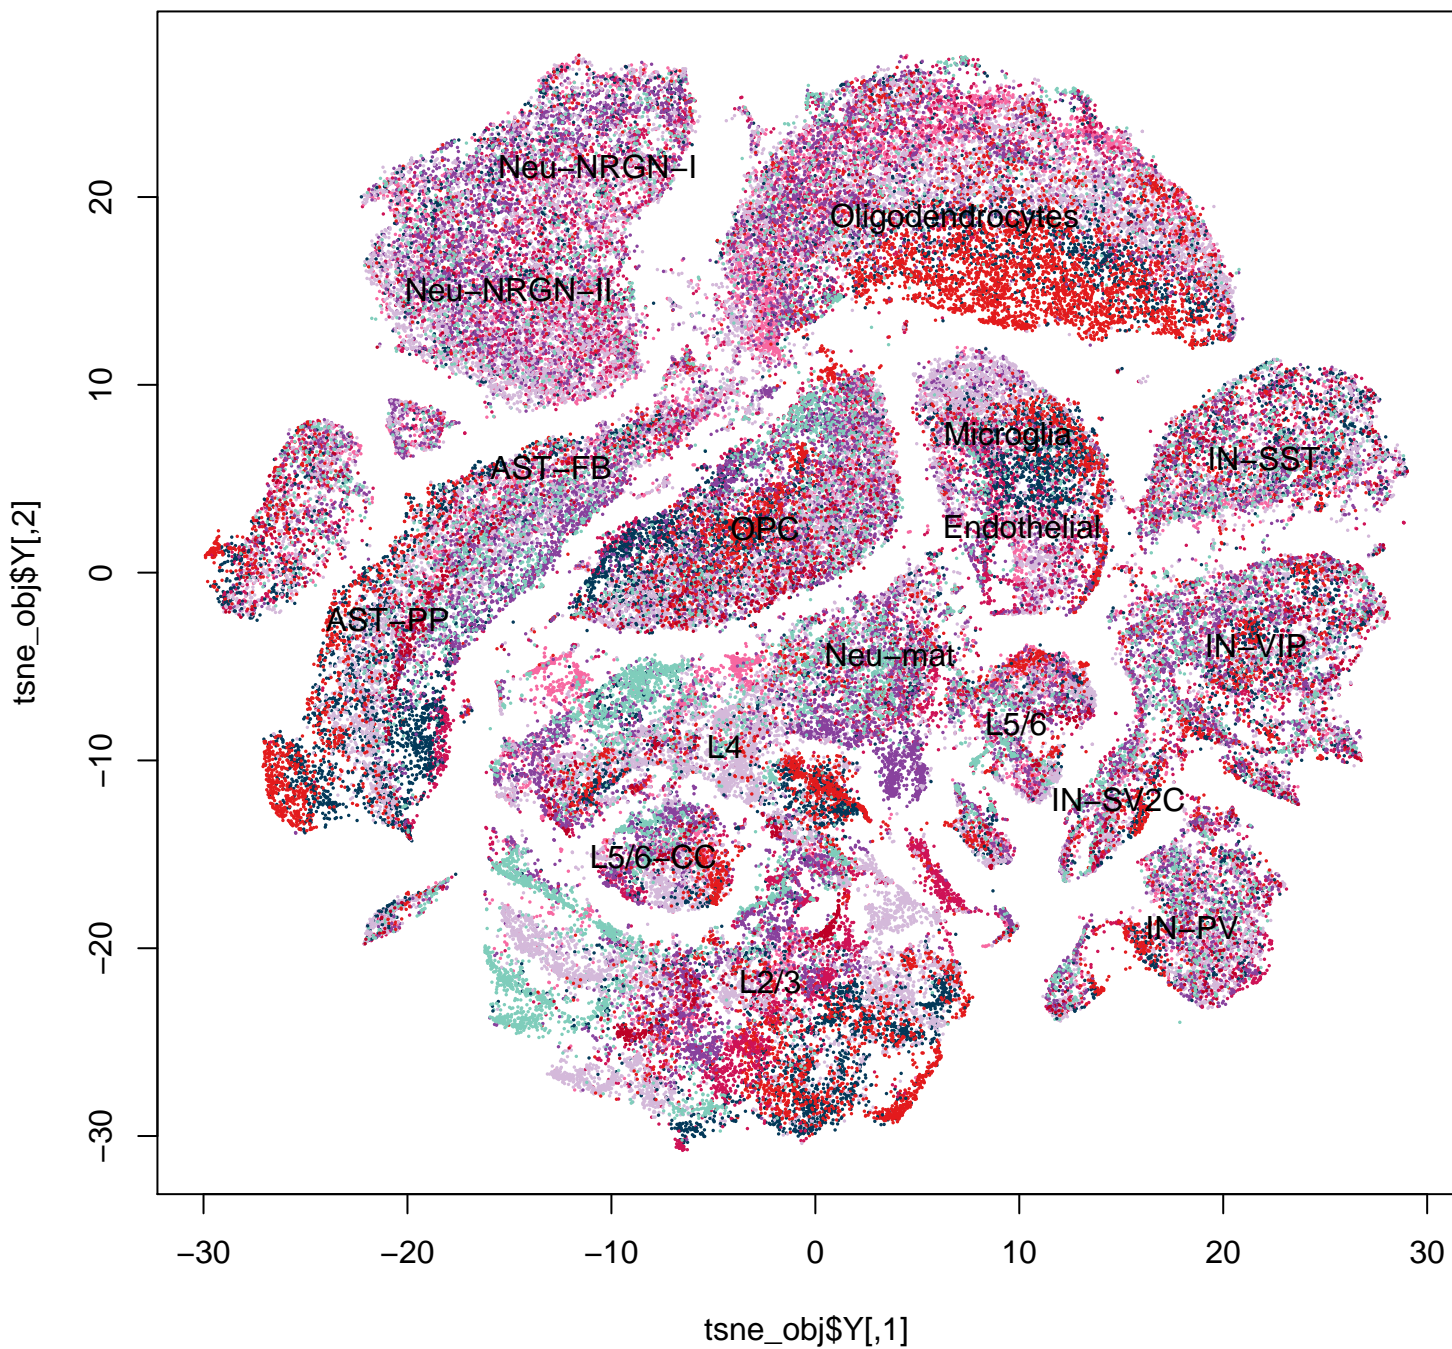 Neu−NRGN−I
Oligodendrocytes
Neu−NRGN−II
Microglia
AST−FB
IN−SST
OPC
Endothelial
AST−PP
Neu−mat
IN−VIP
L5/6
L4
IN−SV2C
L5/6−CC
IN−PV
L2/3
20
10
0
−10
−20
−30
tsne_obj$Y[,2]
−30 −20 −10 0 10 20 30
tsne_obj$Y[,1]